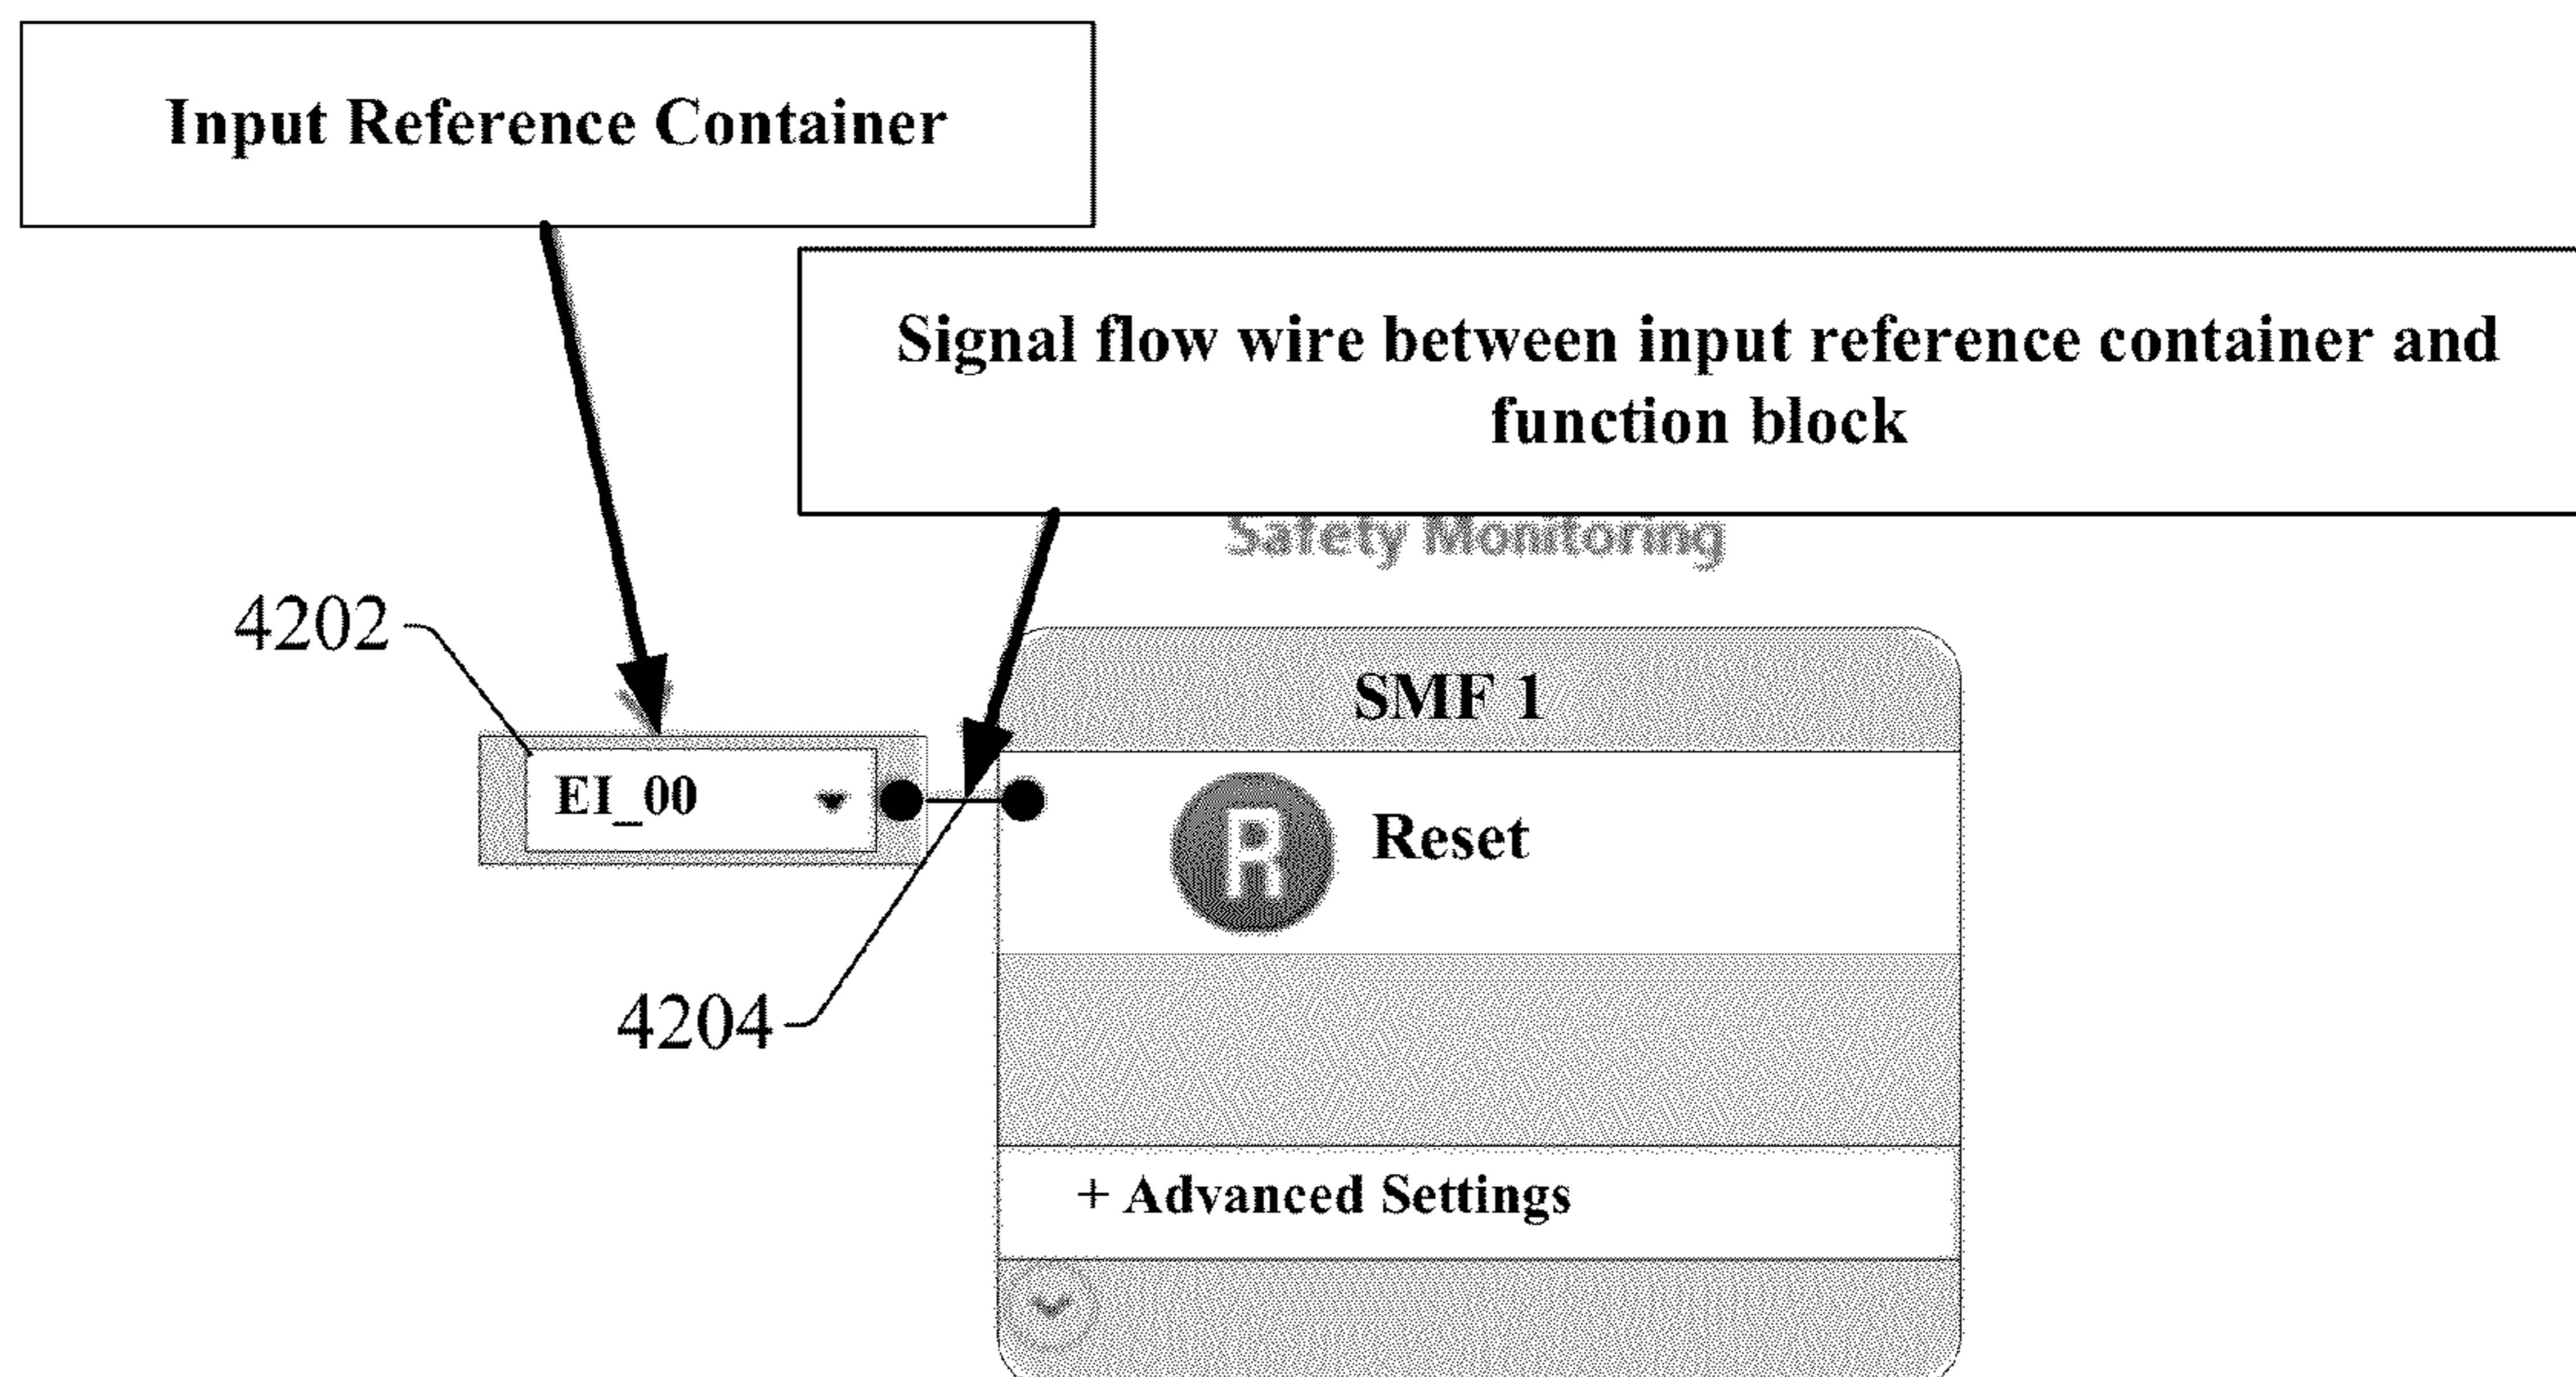 Input Reference Container
Signal flow wire between input reference container and
function block
Safety Monitoring
4202
SMF 1
EI_00
R Reset
4204
+ Advanced Settings